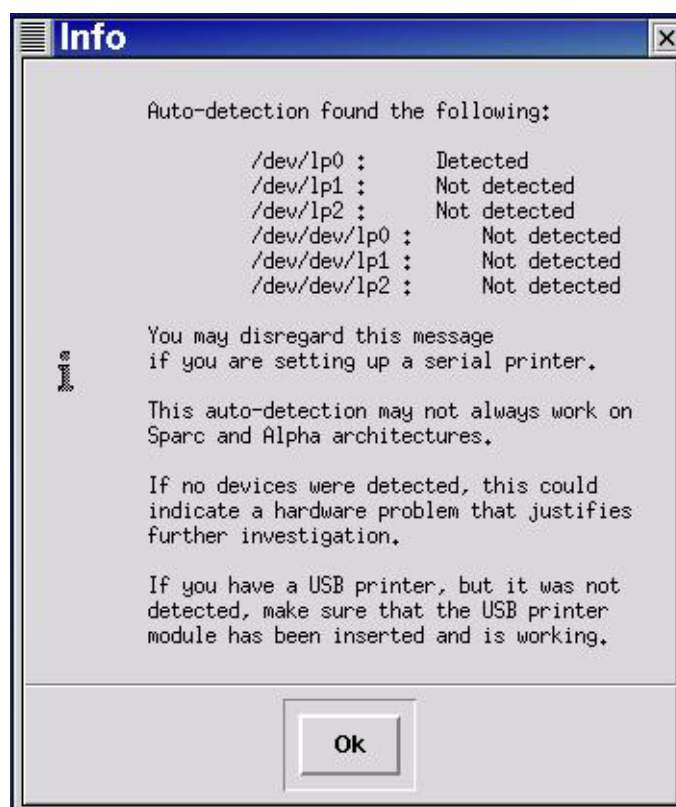 Info
Auto-detection found the following:
/dev/lp0 : Detected
/dev/lp1 : Not detected
/dev/lp2 : Not detected
/dev/dev/lp0 : Not detected
/dev/dev/lp1 : Not detected
/dev/dev/lp2 : Not detected
You may disregard this message
if you are setting up a serial printer.
This auto-detection may not always work on
Sparc and Alpha architectures.
If no devices were detected, this could
indicate a hardware problem that justifies
further investigation.
If you have a USB printer, but it was not
detected, make sure that the USB printer
module has been inserted and is working.
Ok